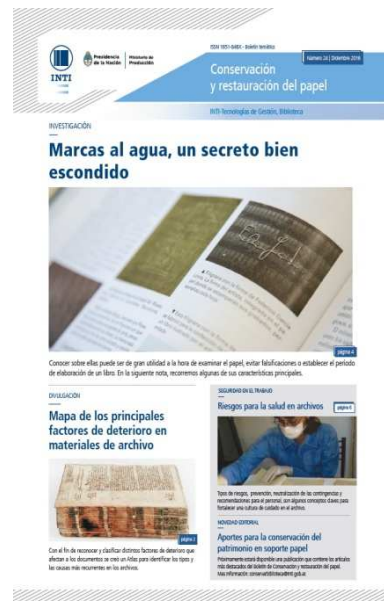 INTI
Presidencia
de la Nación
Ministerio de
Producción
ISSN 1851-6486 - Boletín temático
Número 24 | Diciembre 2016
Conservación
y restauración del papel
INTI-Tecnologías de Gestión, Biblioteca
INVESTIGACIÓN
Marcas al agua, un secreto bien
escondido
página 4
Conocer sobre ellas puede ser de gran utilidad a la hora de examinar el papel, evitar falsificaciones o establecer el período
de elaboración de un libro. En la siguiente nota, recorremos algunas de sus características principales.
DIVULGACIÓN
Mapa de los principales
factores de deterioro en
materiales de archivo
Con el fin de reconocer y clasificar distintos factores de deterioro que
afectan a los documentos se creó un Atlas para identificar los tipos y
las causas más recurrentes en los archivos.
SEGURIDAD EN EL TRABAJO
Riesgos para la salud en archivos
Tipos de riesgos, prevención, neutralización de las contingencias y
recomendaciones para el personal, son algunos conceptos claves para
fortalecer una cultura de cuidado en el archivo.
NOVEDAD EDITORIAL
Aportes para la conservación del
patrimonio en soporte papel
Próximamente estará disponible una publicación que contiene los artículos
más destacados del Boletín de Conservación y restauración del papel.
Más información: conservabiblioteca@inti.gob.ar